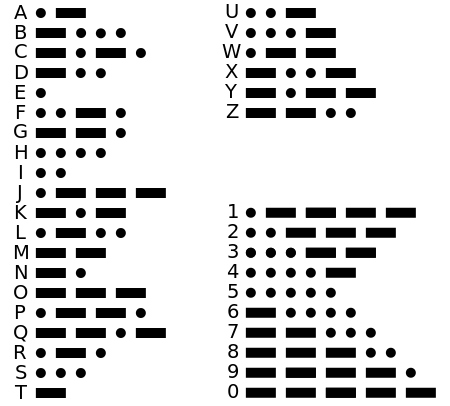 A • —
B — • • •
C — • — •
D — • •
E •
F • • — •
G — — •
H • • • •
I • •
J • — — —
K — • —
L • — • •
M — —
N — •
O — — —
P • — — •
Q — — • —
R • — •
S • • •
T —
U • • —
V • • • —
W • — —
X — • • —
Y — • — —
Z — — • •
1 • — — — —
2 • • — — —
3 • • • — —
4 • • • • —
5 • • • • •
6 — • • • •
7 — — • • •
8 — — — • •
9 — — — — •
0 — — — — —